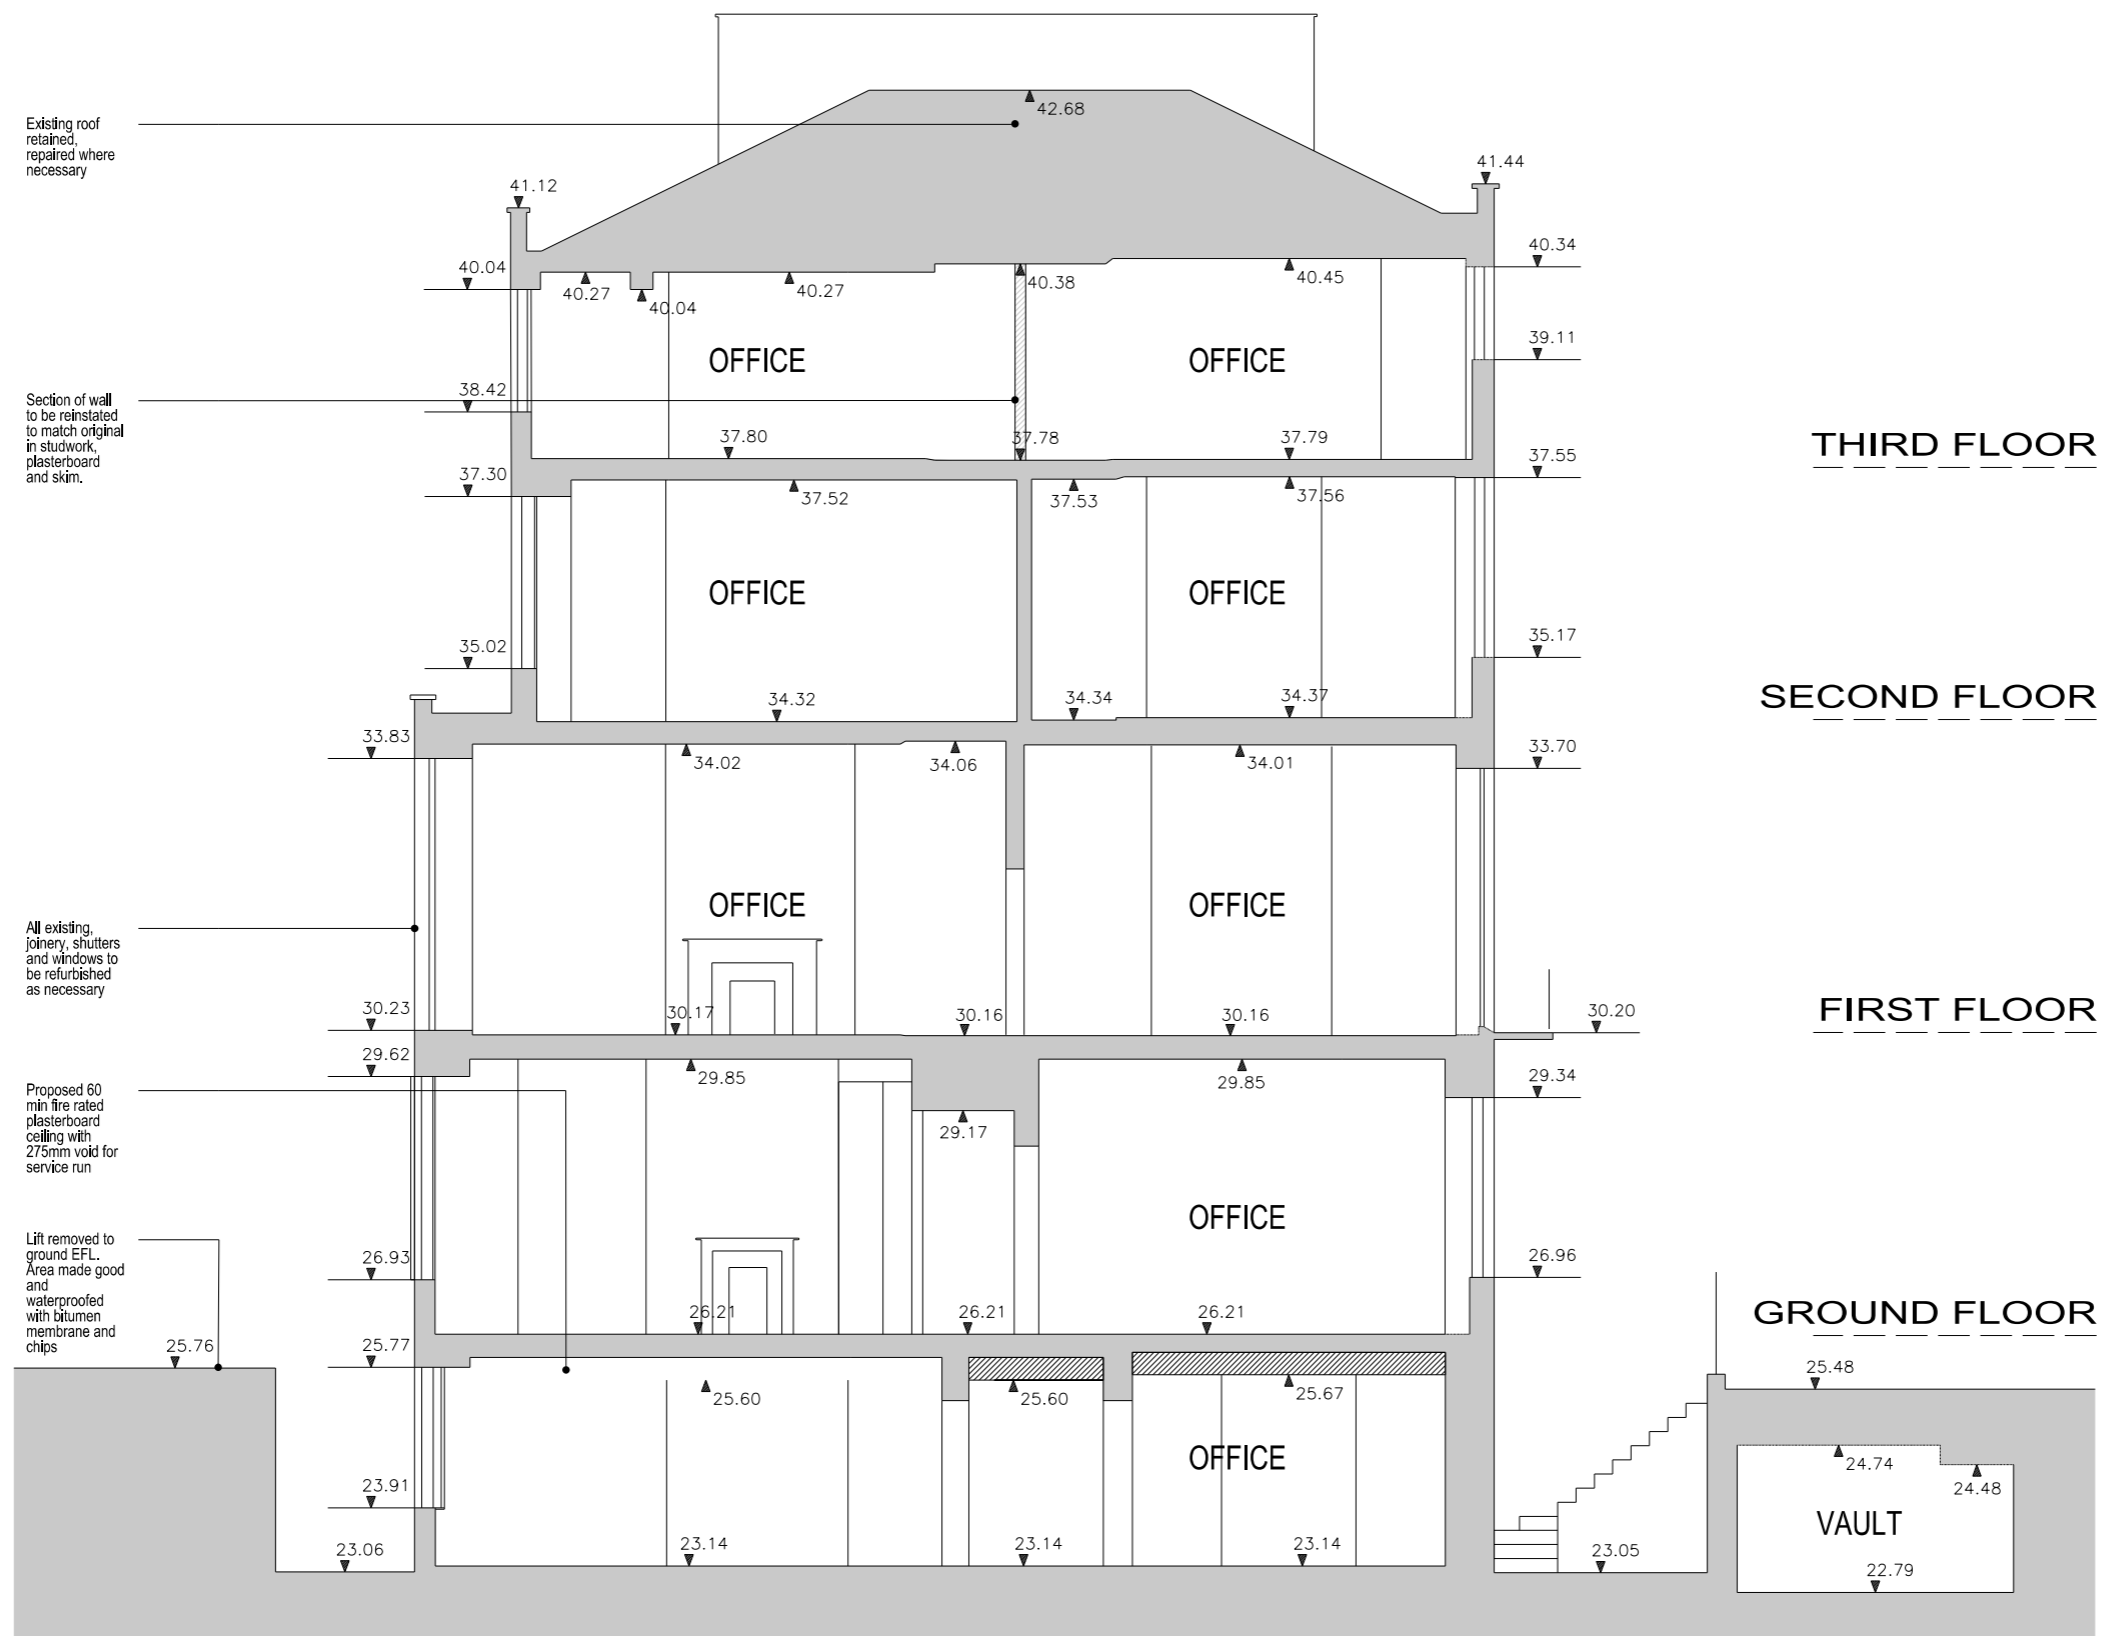 42.68
Existing roof
retained,
repaired where
necessary
41.12
41.44
40.04
40.27
40.04
40.27
40.38
40.45
40.34
OFFICE
OFFICE
39.11
38.42
Section of wall
to be reinstated
to match original
in studwork,
plasterboard
and skim.
37.80
37.78
37.79
THIRD FLOOR
37.55
37.30
37.52
37.53
37.56
OFFICE
OFFICE
35.02
35.17
34.32
34.34
34.37
SECOND FLOOR
33.83
34.02
34.06
34.01
33.70
OFFICE
OFFICE
All existing,
joinery, shutters
and windows to
be refurbished
as necessary
30.23
30.17
30.16
30.16
30.20
FIRST FLOOR
29.62
29.85
29.85
29.34
Proposed 60
min fire rated
plasterboard
ceiling with
275mm void for
service run
29.17
OFFICE
Lift removed to
ground EFL.
Area made good
and
waterproofed
with bitumen
membrane and
chips
26.93
26.96
26.21
26.21
26.21
GROUND FLOOR
25.76
25.77
25.48
25.60
25.60
25.67
OFFICE
24.74
24.48
23.91
VAULT
23.06
23.14
23.14
23.14
23.05
22.79